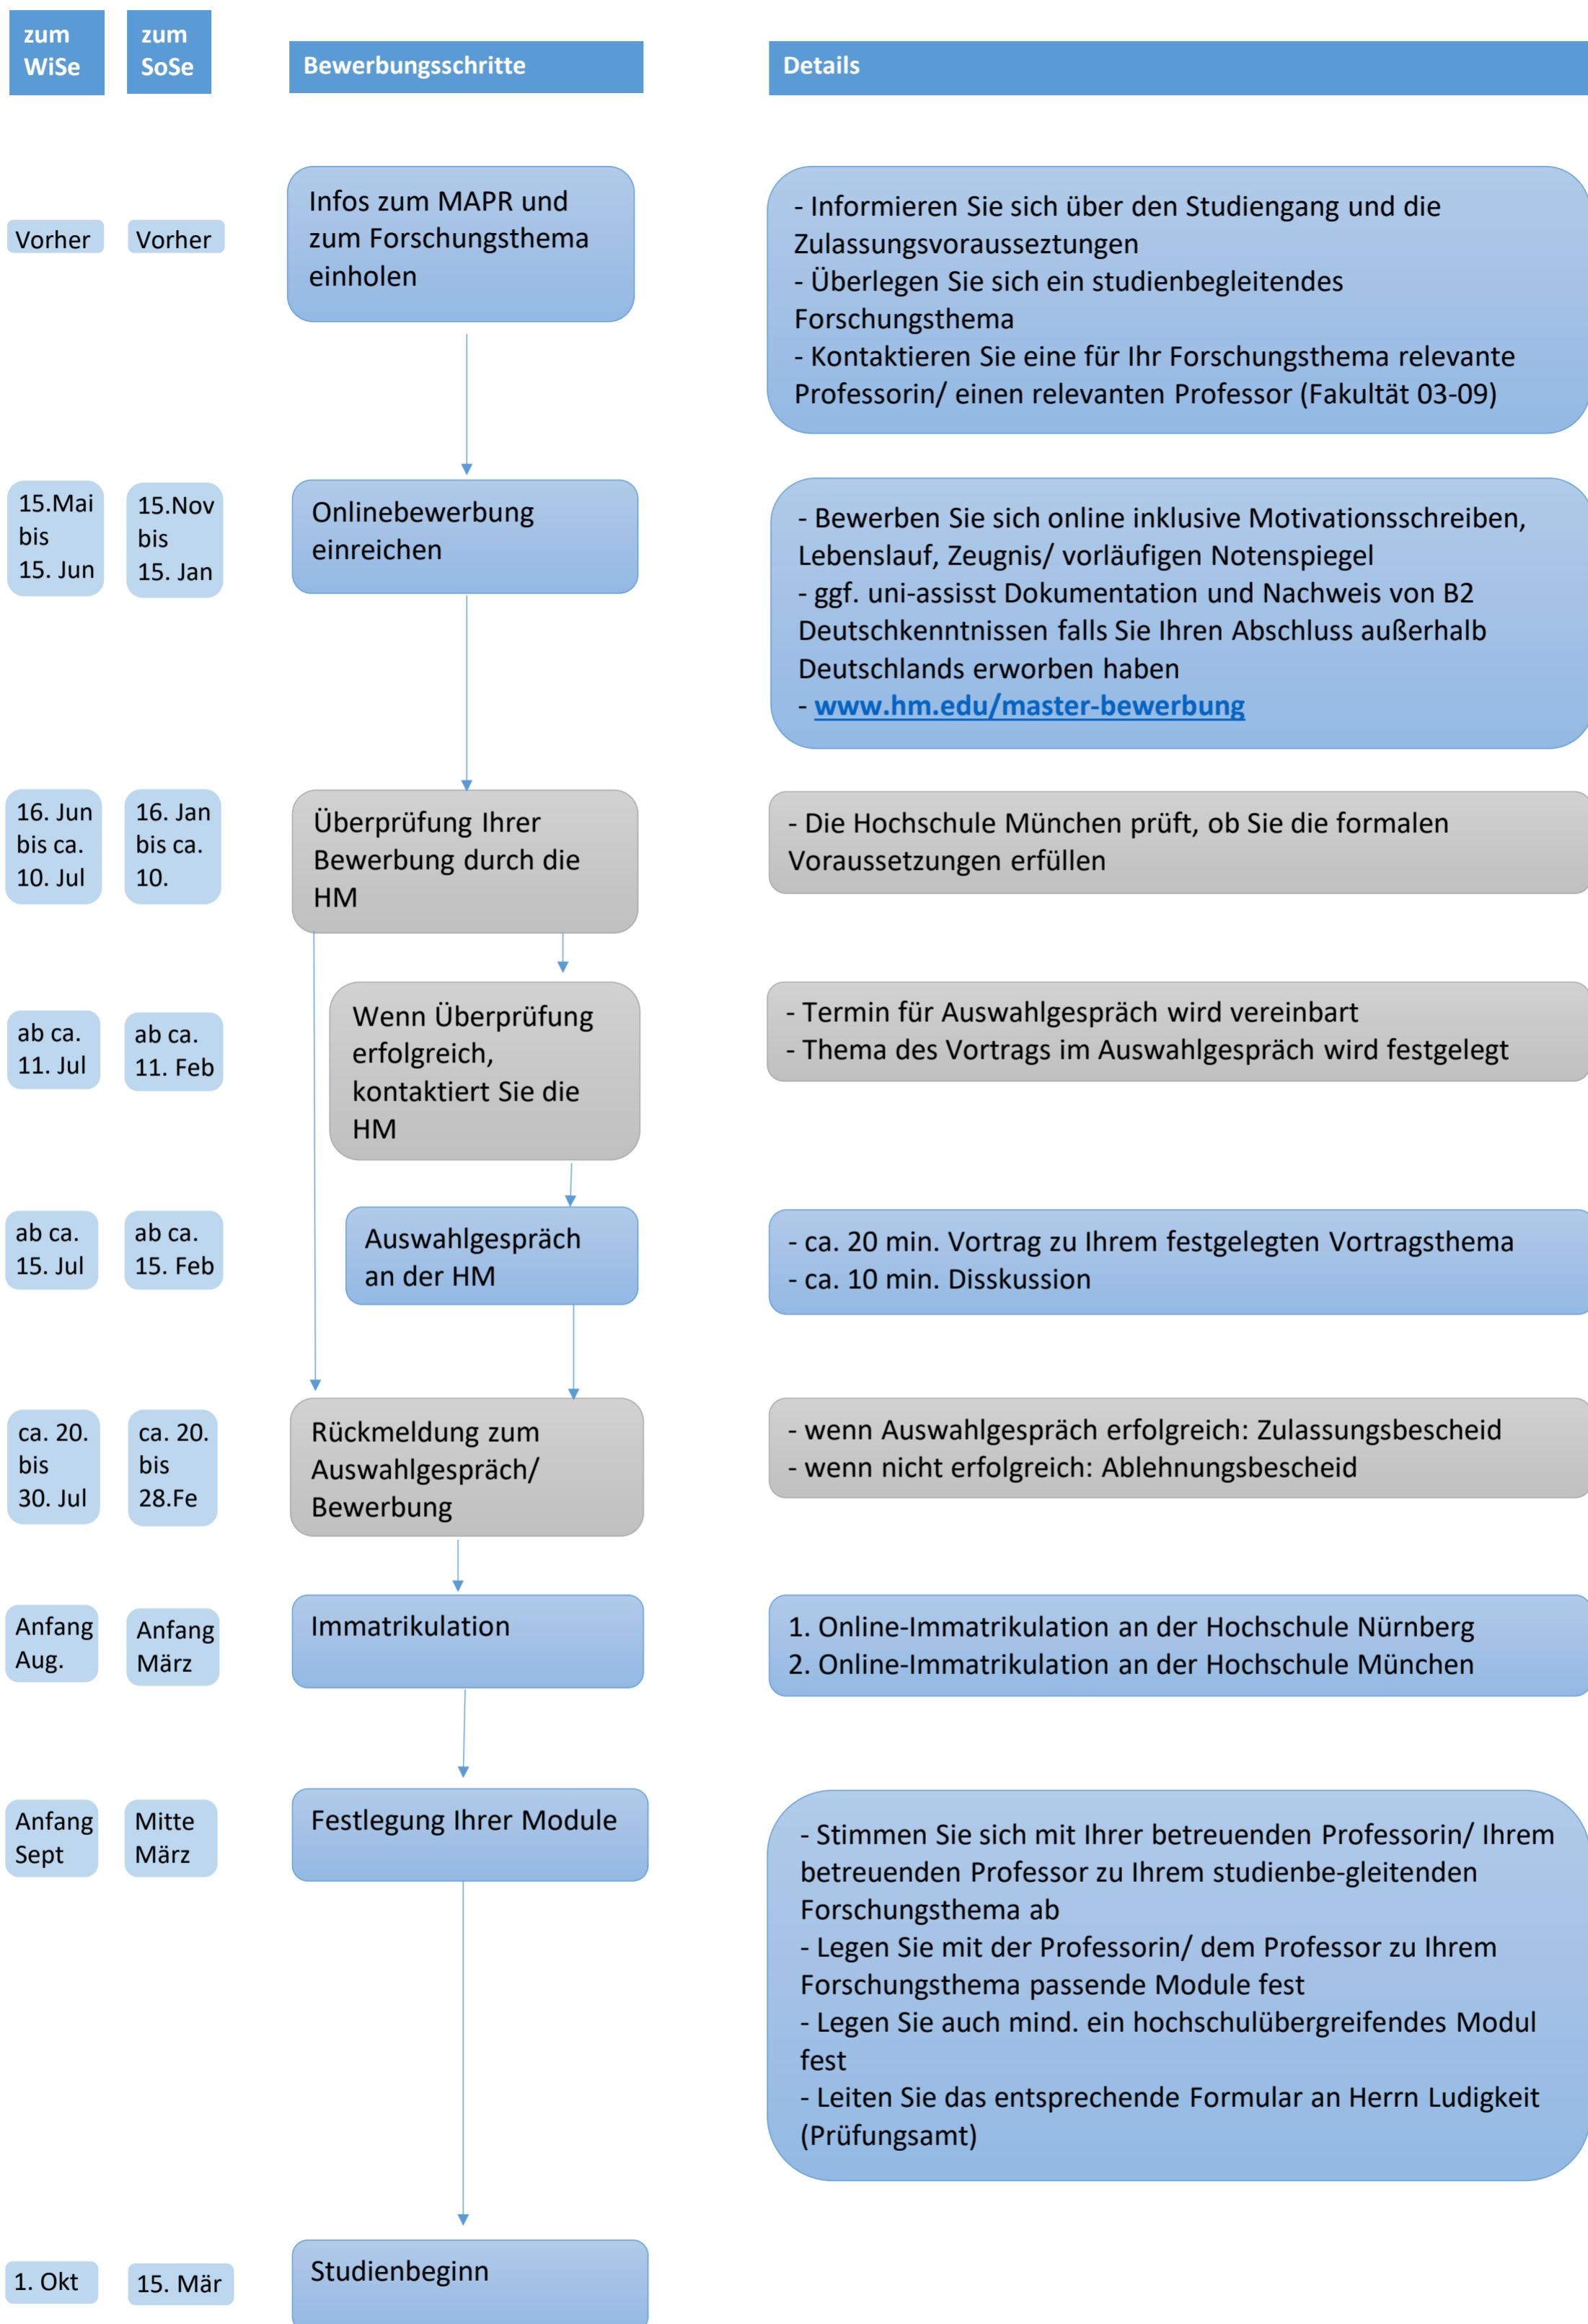 zum
WiSe
zum
SoSe
Bewerbungsschritte
Details
Vorher
Vorher
Infos zum MAPR und
zum Forschungsthema
einholen
- Informieren Sie sich über den Studiengang und die
Zulassungsvorausseztungen
- Überlegen Sie sich ein studienbegleitendes
Forschungsthema
- Kontaktieren Sie eine für Ihr Forschungsthema relevante
Professorin/ einen relevanten Professor (Fakultät 03-09)
15.Mai
bis
15. Jun
15.Nov
bis
15. Jan
Onlinebewerbung
einreichen
- Bewerben Sie sich online inklusive Motivationsschreiben,
Lebenslauf, Zeugnis/ vorläufigen Notenspiegel
- ggf. uni-assisst Dokumentation und Nachweis von B2
Deutschkenntnissen falls Sie Ihren Abschluss außerhalb
Deutschlands erworben haben
- www.hm.edu/master-bewerbung
16. Jun
bis ca.
10. Jul
16. Jan
bis ca.
10.
Überprüfung Ihrer
Bewerbung durch die
HM
- Die Hochschule München prüft, ob Sie die formalen
Voraussetzungen erfüllen
ab ca.
11. Jul
ab ca.
11. Feb
Wenn Überprüfung
erfolgreich,
kontaktiert Sie die
HM
- Termin für Auswahlgespräch wird vereinbart
- Thema des Vortrags im Auswahlgespräch wird festgelegt
ab ca.
15. Jul
ab ca.
15. Feb
Auswahlgespräch
an der HM
- ca. 20 min. Vortrag zu Ihrem festgelegten Vortragsthema
- ca. 10 min. Disskussion
ca. 20.
bis
30. Jul
ca. 20.
bis
28.Fe
Rückmeldung zum
Auswahlgespräch/
Bewerbung
- wenn Auswahlgespräch erfolgreich: Zulassungsbescheid
- wenn nicht erfolgreich: Ablehnungsbescheid
Anfang
Aug.
Anfang
März
Immatrikulation
1. Online-Immatrikulation an der Hochschule Nürnberg
2. Online-Immatrikulation an der Hochschule München
Anfang
Sept
Mitte
März
Festlegung Ihrer Module
- Stimmen Sie sich mit Ihrer betreuenden Professorin/ Ihrem
betreuenden Professor zu Ihrem studienbe-gleitenden
Forschungsthema ab
- Legen Sie mit der Professorin/ dem Professor zu Ihrem
Forschungsthema passende Module fest
- Legen Sie auch mind. ein hochschulübergreifendes Modul
fest
- Leiten Sie das entsprechende Formular an Herrn Ludigkeit
(Prüfungsamt)
1. Okt
15. Mär
Studienbeginn